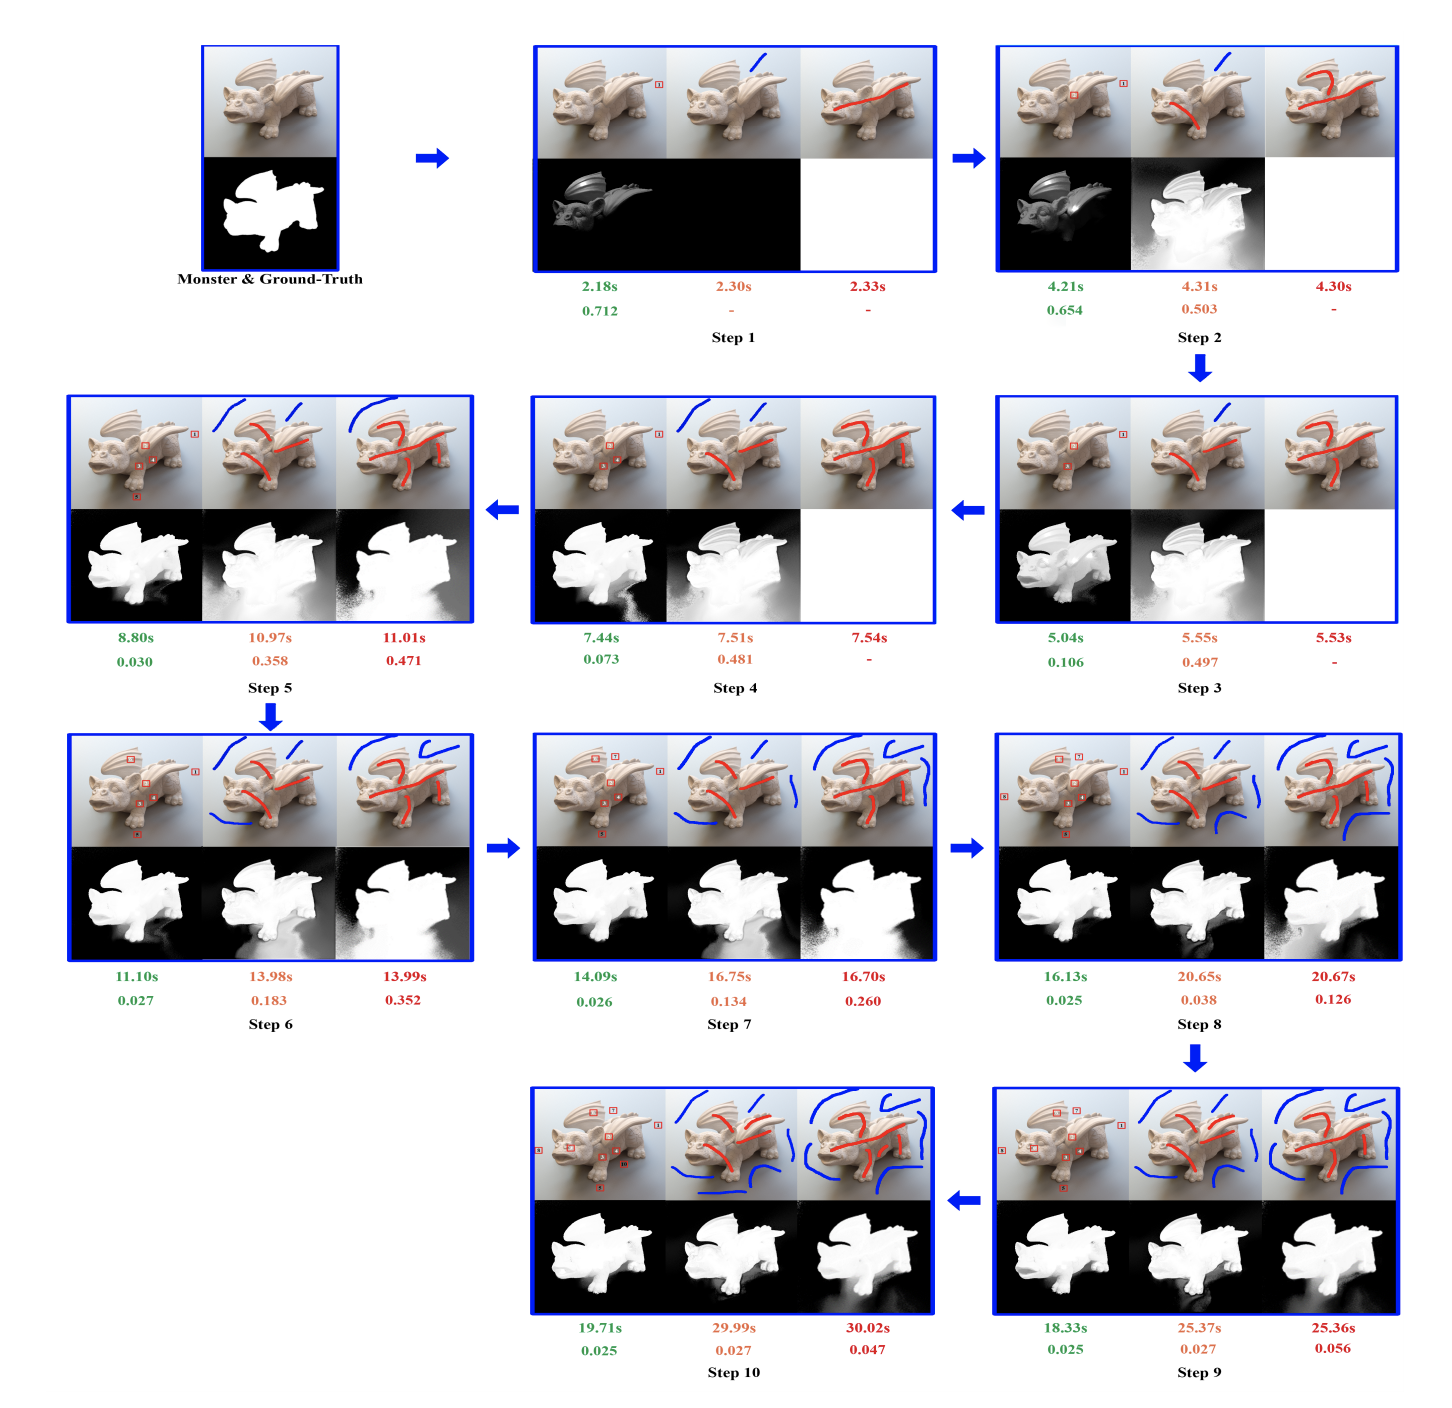 Monster & Ground-Truth
2.18s 2.30s 2.33s
0.712 - -
Step 1
4.21s 4.31s 4.30s
0.654 0.503 -
Step 2
5.04s 5.55s 5.53s
0.106 0.497 -
Step 3
7.44s 7.51s 7.54s
0.073 0.481 -
Step 4
8.80s 10.97s 11.01s
0.030 0.358 0.471
Step 5
11.10s 13.98s 13.99s
0.027 0.183 0.352
Step 6
14.09s 16.75s 16.70s
0.026 0.134 0.260
Step 7
16.13s 20.65s 20.67s
0.025 0.038 0.126
Step 8
18.33s 25.37s 25.36s
0.025 0.027 0.056
Step 9
19.71s 29.99s 30.02s
0.025 0.027 0.047
Step 10